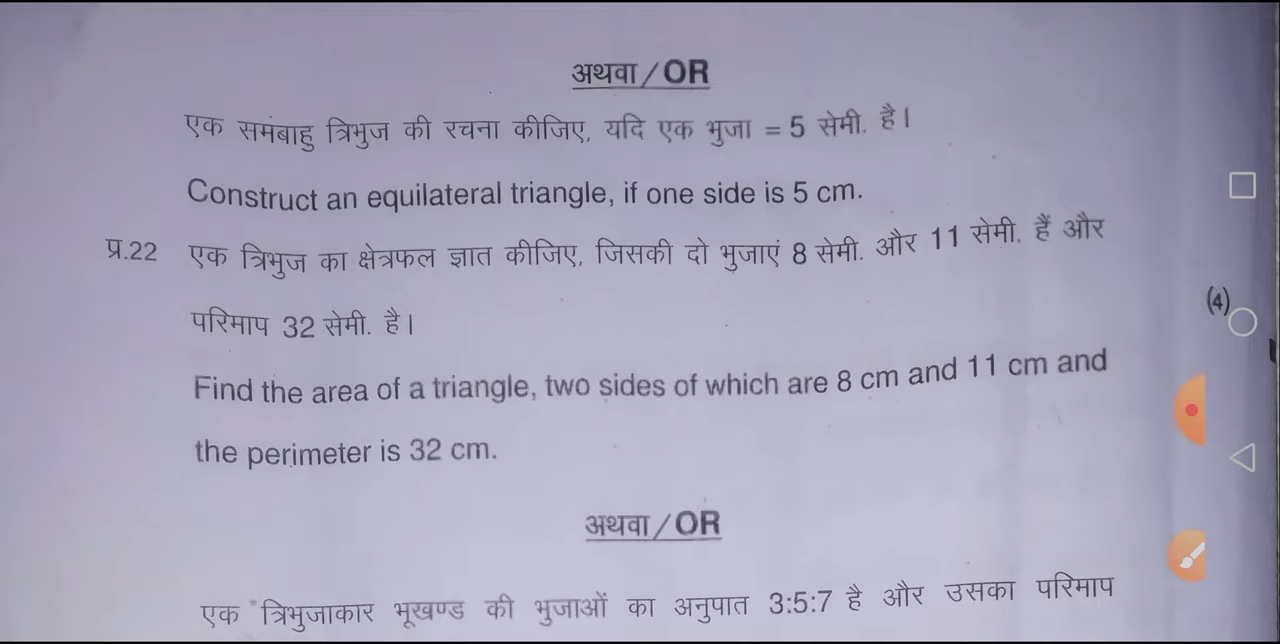 अथवा / OR
एक समबाहु त्रिभुज की रचना कीजिए, यदि एक भुजा = 5 सेमी. है।
Construct an equilateral triangle, if one side is 5 cm.
प्र.22 एक त्रिभुज का क्षेत्रफल ज्ञात कीजिए, जिसकी दो भुजाएं 8 सेमी. और 11 सेमी. हैं और
(4)
परिमाप 32 सेमी. है।
Find the area of a triangle, two sides of which are 8 cm and 11 cm and
the perimeter is 32 cm.
अथवा / OR
एक त्रिभुजाकार भूखण्ड की भुजाओं का अनुपात 3:5:7 है और उसका परिमाप